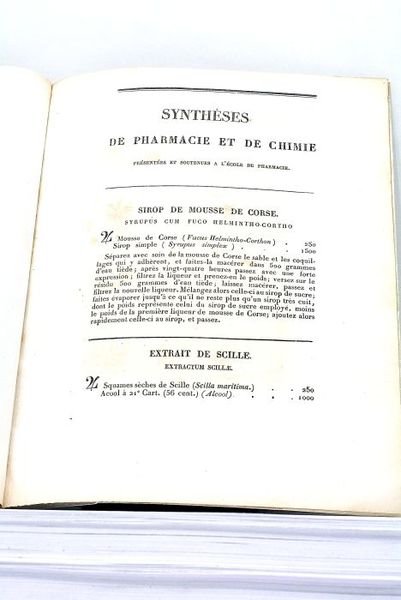 SYNTHÈSES
DE PHARMACIE ET DE CHIMIE
PRÉSENTÉES ET SOUTENUES A L'ÉCOLE DE PHARMACIE.
SIROP DE MOUSSE DE CORSE.
SYRUPUS CUM FUCO HELMINTHO-CORTHO
♃ Mousse de Corse (Fucus Helmintho-Corthon) . 250
Sirop simple (Syrupus simplex) . 1500
Séparez avec soin de la mousse de Corse le sable et les coquil-
lages qui y adhèrent, et faites-la macérer dans 500 grammes
d'eau tiède; après vingt-quatre heures passez avec une forte
expression; filtrez la liqueur et prenez-en le poids; versez sur le
résidu 500 grammes d'eau tiède; laissez macérer, passez et
filtrez la nouvelle liqueur. Mélangez alors celle-ci au sirop de sucre;
faites évaporer jusqu'à ce qu'il ne reste plus qu'un sirop très cuit,
dont le poids représente celui du sirop de sucre employé, moins
le poids de la première liqueur de mousse de Corse; ajoutez alors
rapidement celle-ci au sirop, et passez.
EXTRAIT DE SCILLE.
EXTRACTUM SCILLÆ.
♃ Squames sèches de Scille (Scilla maritima.) . . 250
Acool à 21° Cart. (56 cent.) (Alcool) . . . 1000